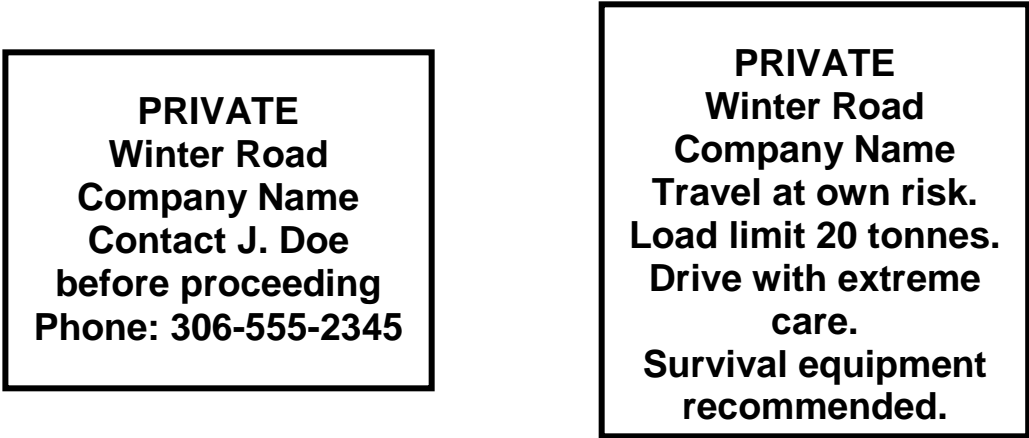 PRIVATE
Winter Road
Company Name
Contact J. Doe
before proceeding
Phone: 306-555-2345
PRIVATE
Winter Road
Company Name
Travel at own risk.
Load limit 20 tonnes.
Drive with extreme
care.
Survival equipment
recommended.